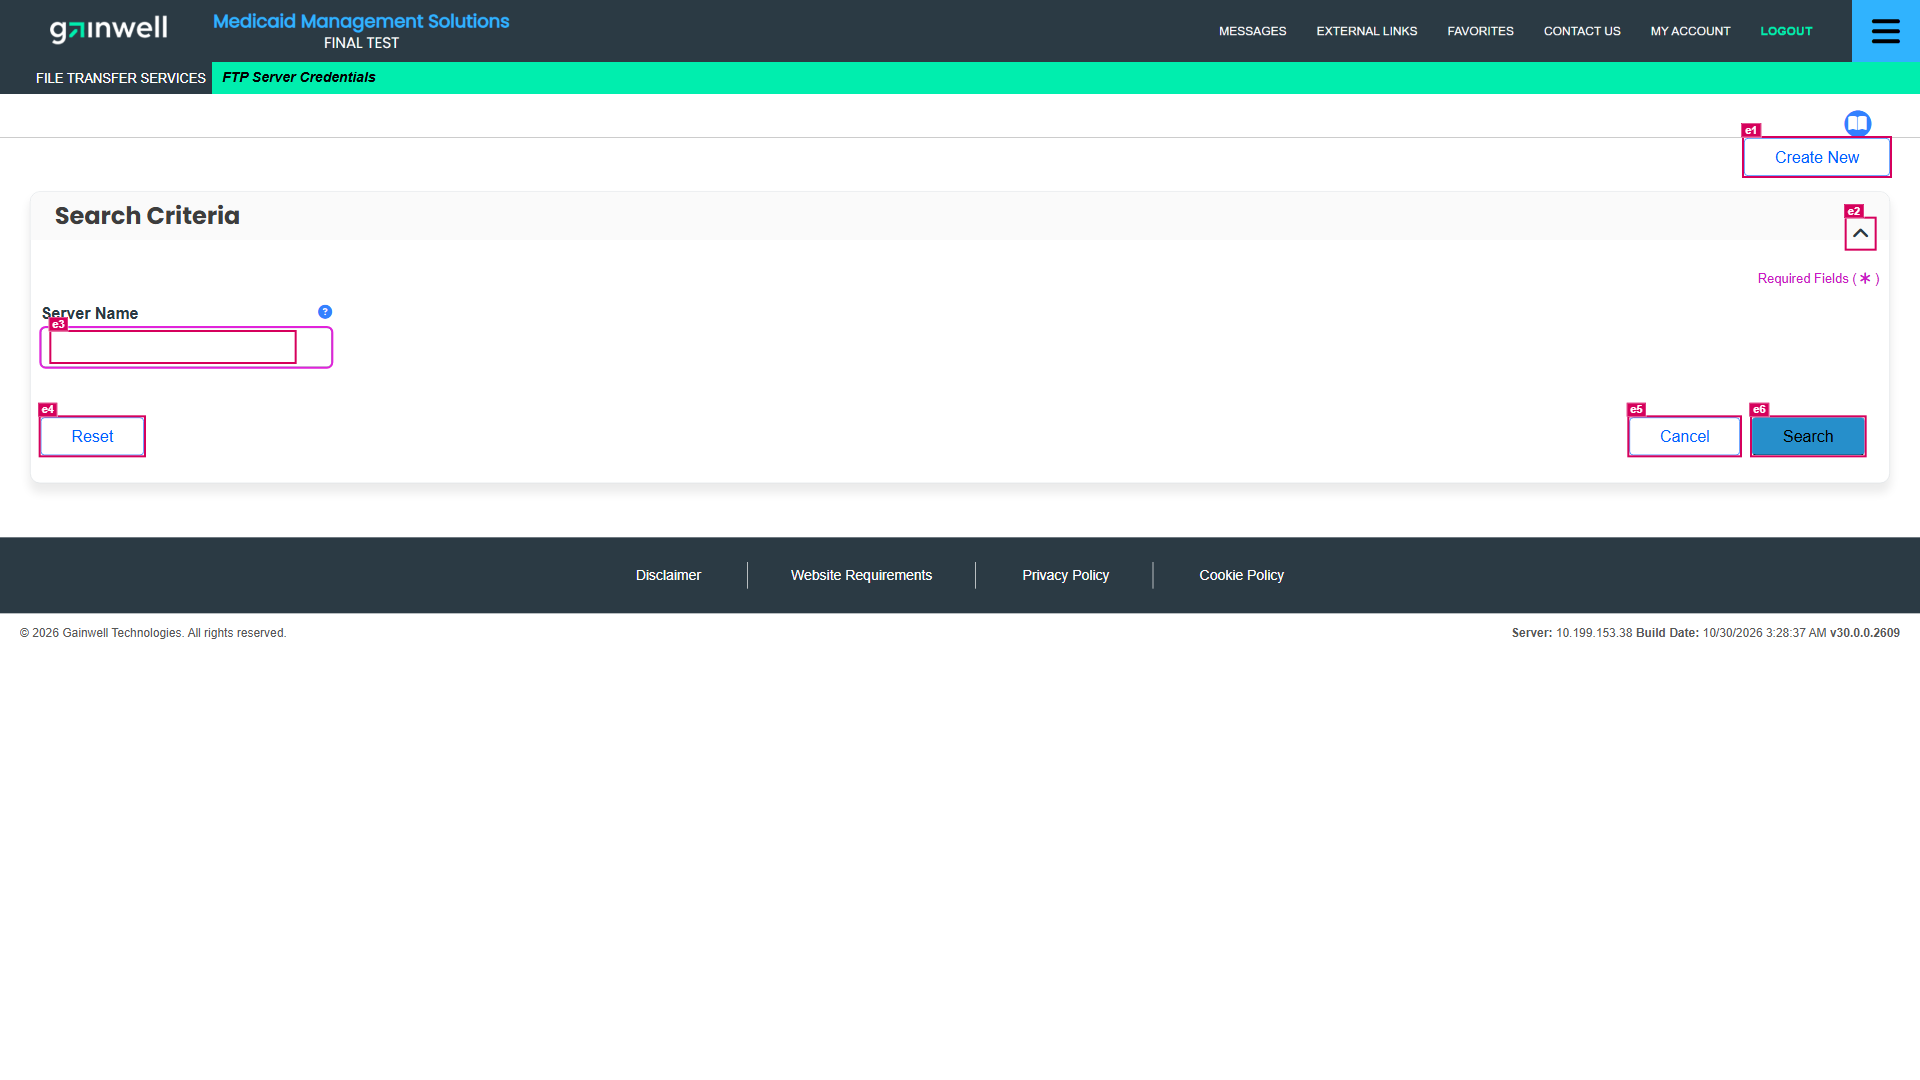 gainwell
Medicaid Management Solutions
FINAL TEST
MESSAGES
EXTERNAL LINKS
FAVORITES
CONTACT US
MY ACCOUNT
LOGOUT
FILE TRANSFER SERVICES
FTP Server Credentials
e1
Create New
Search Criteria
e2
Required Fields ( * )
Server Name
?
e3
e4
Reset
e5
Cancel
e6
Search
Disclaimer
Website Requirements
Privacy Policy
Cookie Policy
© 2026 Gainwell Technologies. All rights reserved.
Server: 10.199.153.38 Build Date: 10/30/2026 3:28:37 AM v30.0.0.2609